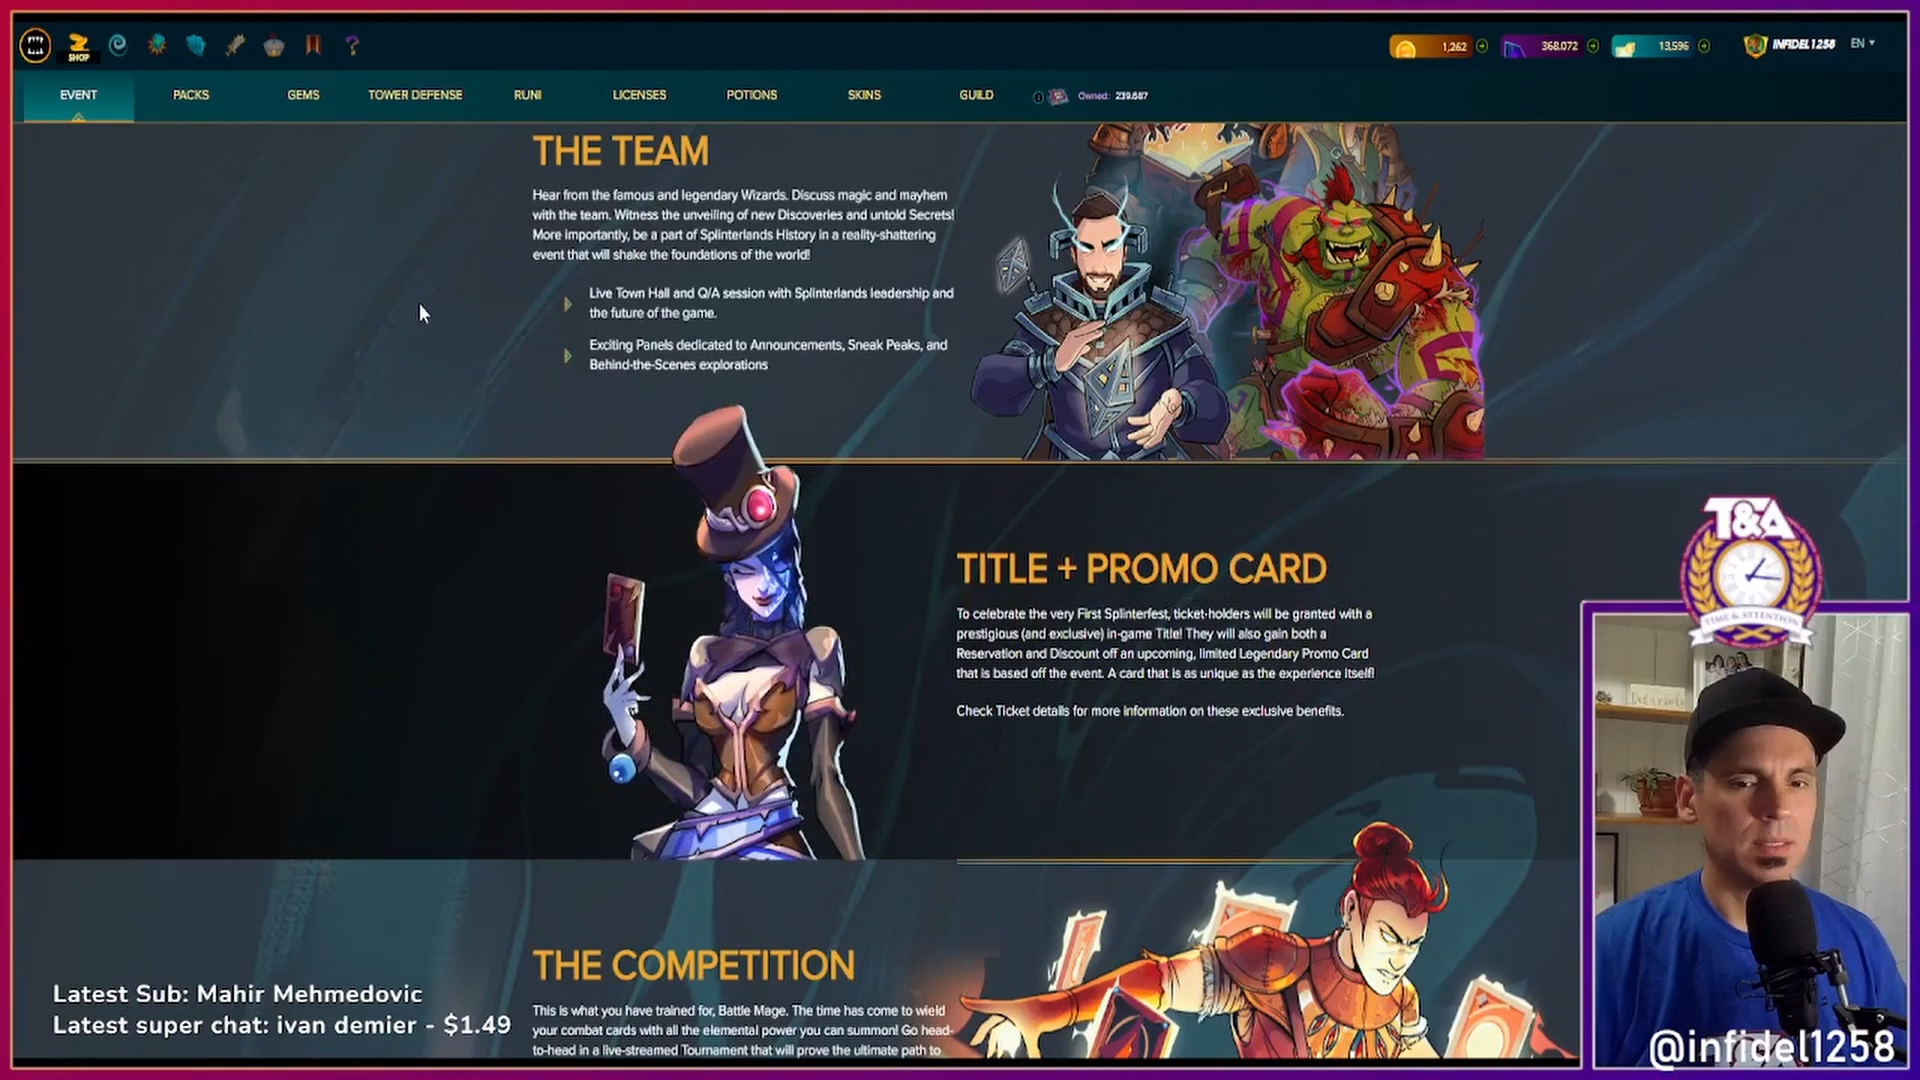 SHOP
1,262
368.072
13,596
INFIDEL1258
EN
EVENT
PACKS
GEMS
TOWER DEFENSE
RUNI
LICENSES
POTIONS
SKINS
GUILD
Owned: 239.687
THE TEAM
Hear from the famous and legendary Wizards. Discuss magic and mayhem
with the team. Witness the unveiling of new Discoveries and untold Secrets!
More importantly, be a part of Splinterlands History in a reality-shattering
event that will shake the foundations of the world!
Live Town Hall and Q/A session with Splinterlands leadership and
the future of the game.
Exciting Panels dedicated to Announcements, Sneak Peaks, and
Behind-the-Scenes explorations
TITLE + PROMO CARD
To celebrate the very First Splinterfest, ticket-holders will be granted with a
prestigious (and exclusive) in-game Title! They will also gain both a
Reservation and Discount off an upcoming, limited Legendary Promo Card
that is based off the event. A card that is as unique as the experience itself!
Check Ticket details for more information on these exclusive benefits.
T&A
TIME & ATTENTION
THE COMPETITION
This is what you have trained for, Battle Mage. The time has come to wield
your combat cards with all the elemental power you can summon! Go head-
to-head in a live-streamed Tournament that will prove the ultimate path to
Latest Sub: Mahir Mehmedovic
Latest super chat: ivan demier - $1.49
@infidel1258